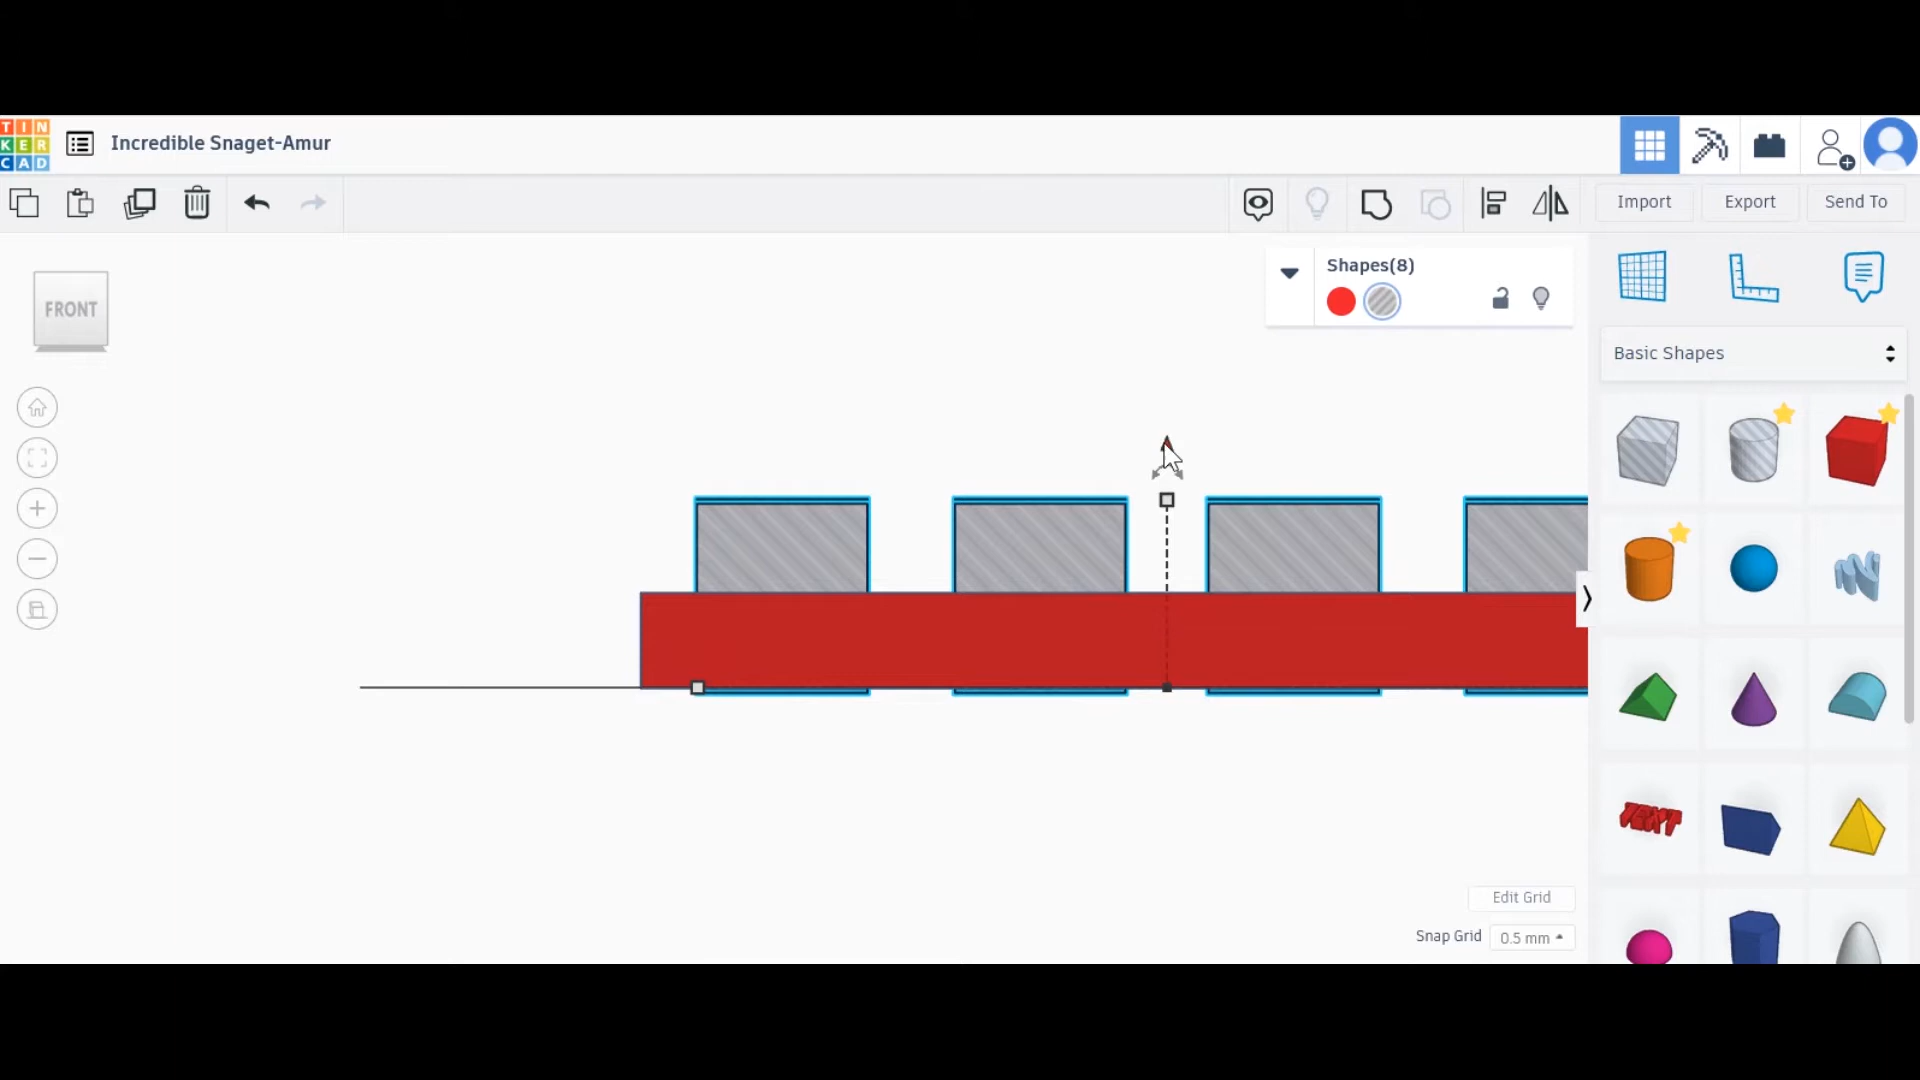 TIN
KER
CAD
Incredible Snaget-Amur
Import
Export
Send To
Shapes(8)
FRONT
Basic Shapes
TEXT
Edit Grid
Snap Grid
0.5 mm